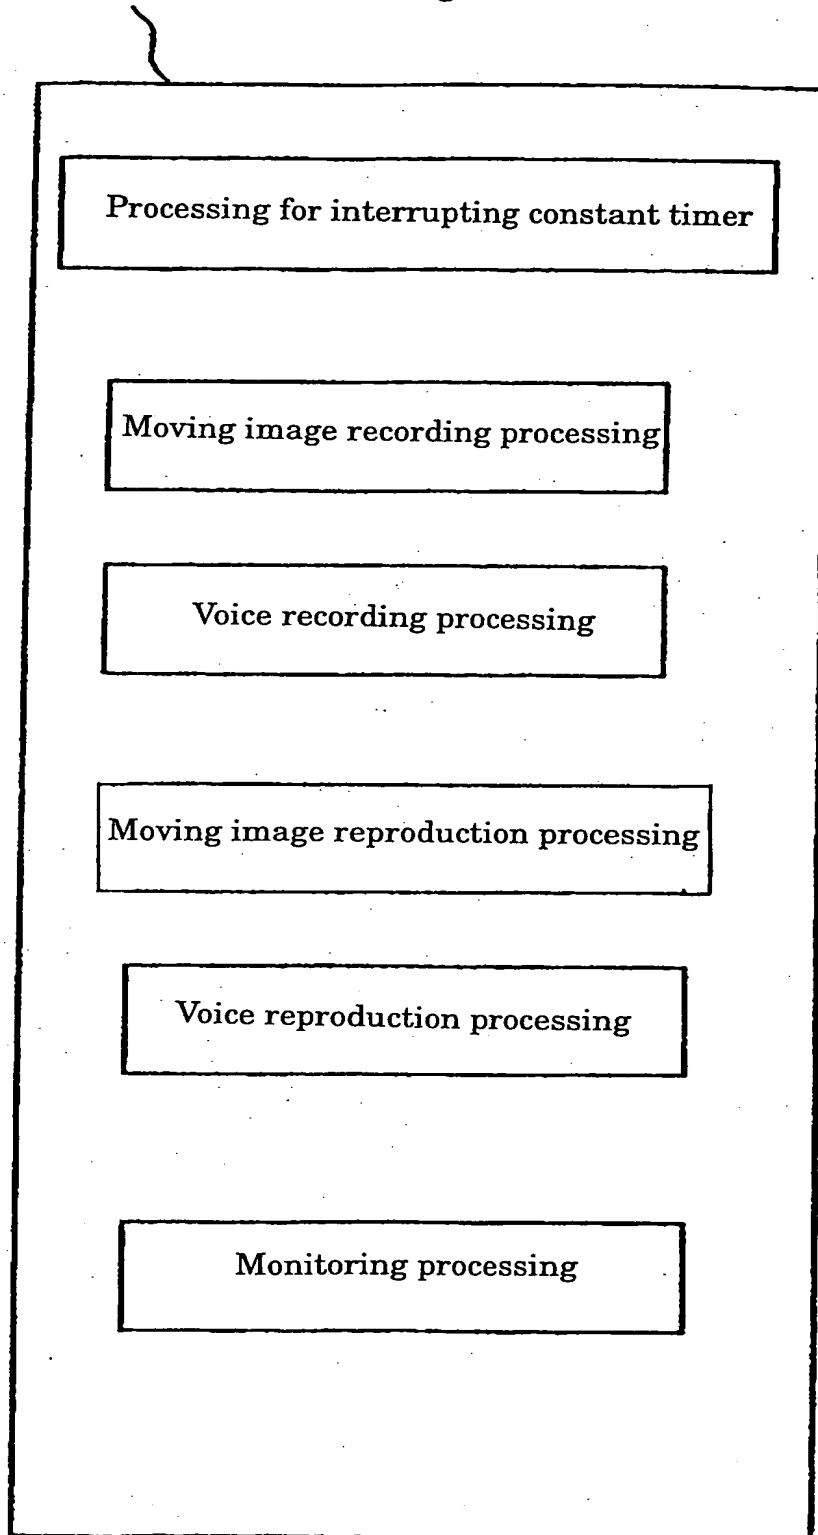 Processing for interrupting constant timer
Moving image recording processing
Voice recording processing
Moving image reproduction processing
Voice reproduction processing
Monitoring processing